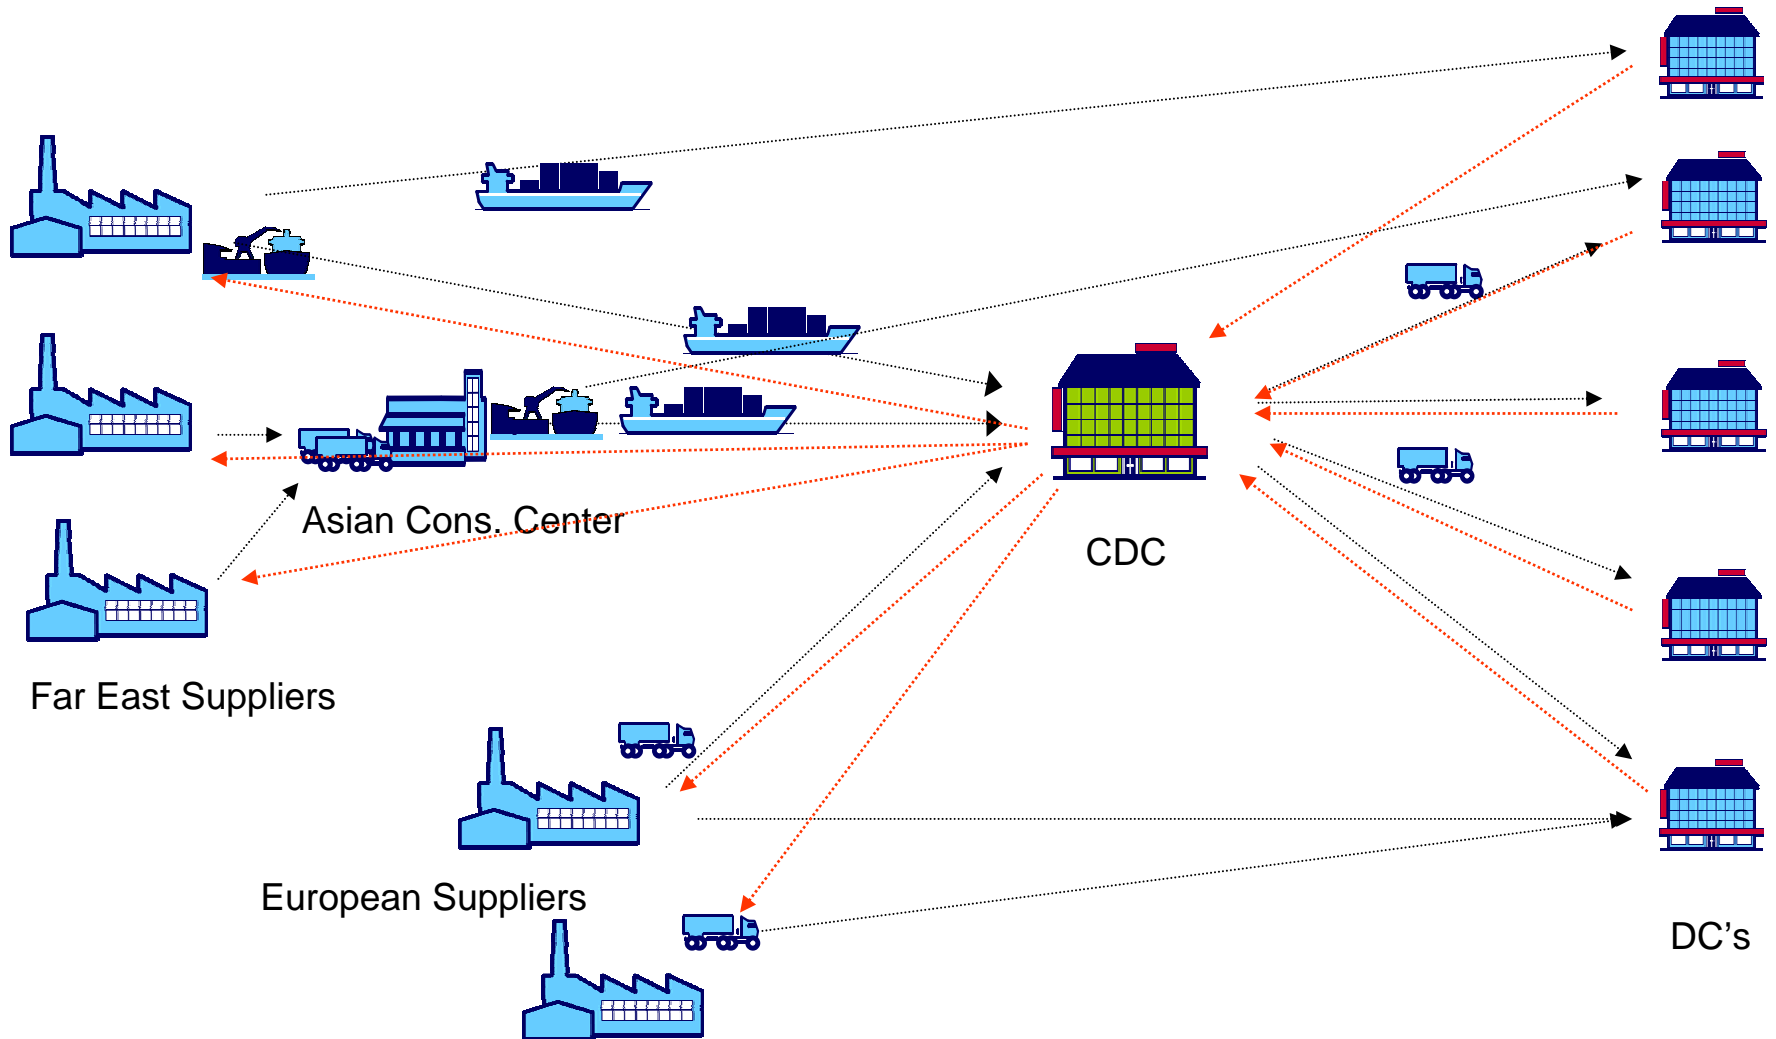 Asian Cons. Center
CDC
Far East Suppliers
European Suppliers
DC’s